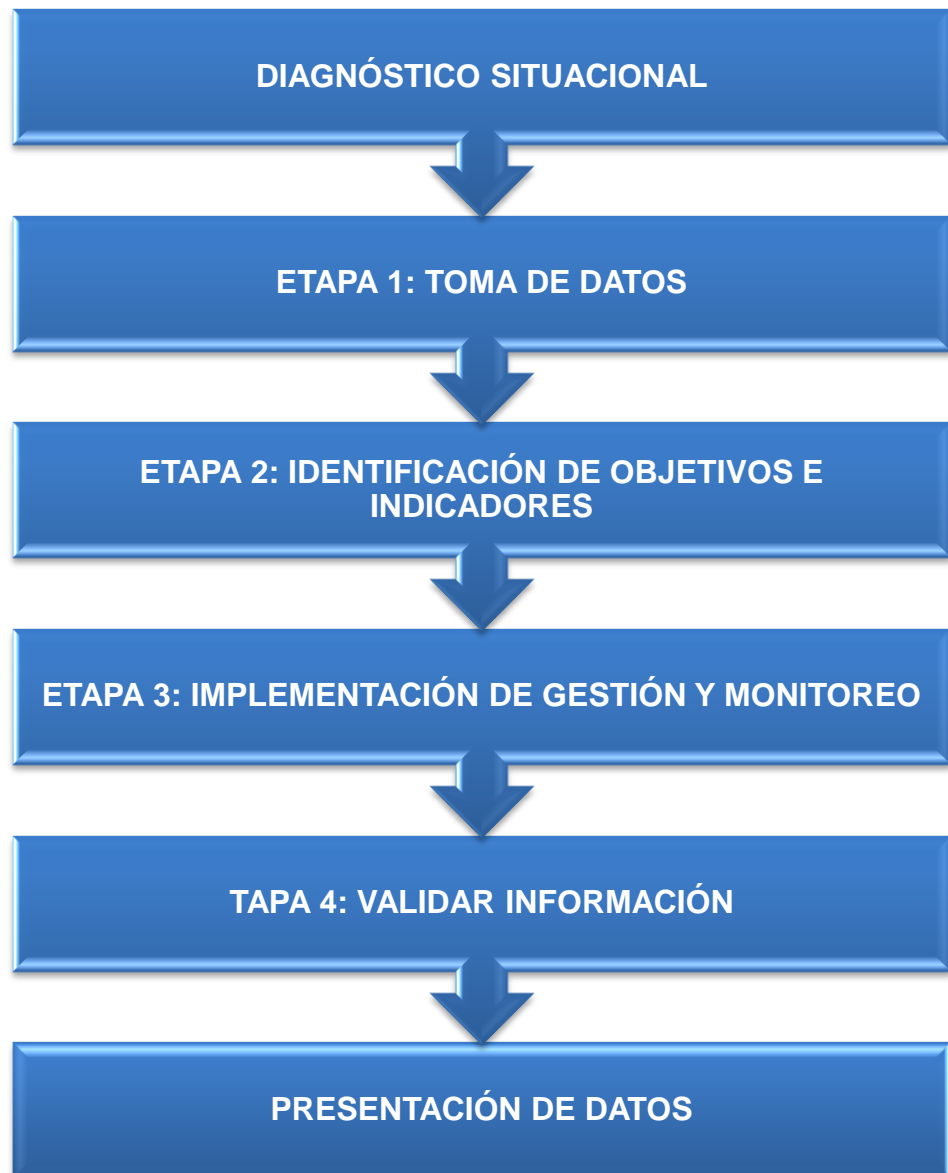 DIAGNÓSTICO SITUACIONAL
ETAPA 1: TOMA DE DATOS
ETAPA 2: IDENTIFICACIÓN DE OBJETIVOS E
INDICADORES
ETAPA 3: IMPLEMENTACIÓN DE GESTIÓN Y MONITOREO
TAPA 4: VALIDAR INFORMACIÓN
PRESENTACIÓN DE DATOS